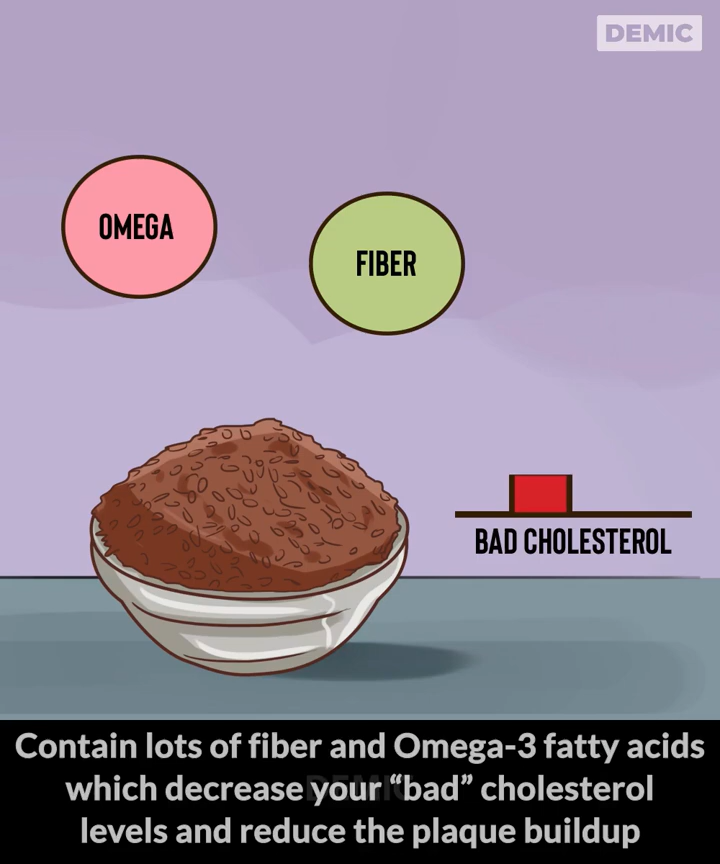 DEMIC
OMEGA
FIBER
BAD CHOLESTEROL
Contain lots of fiber and Omega-3 fatty acids
which decrease your “bad” cholesterol
levels and reduce the plaque buildup
DEMIC